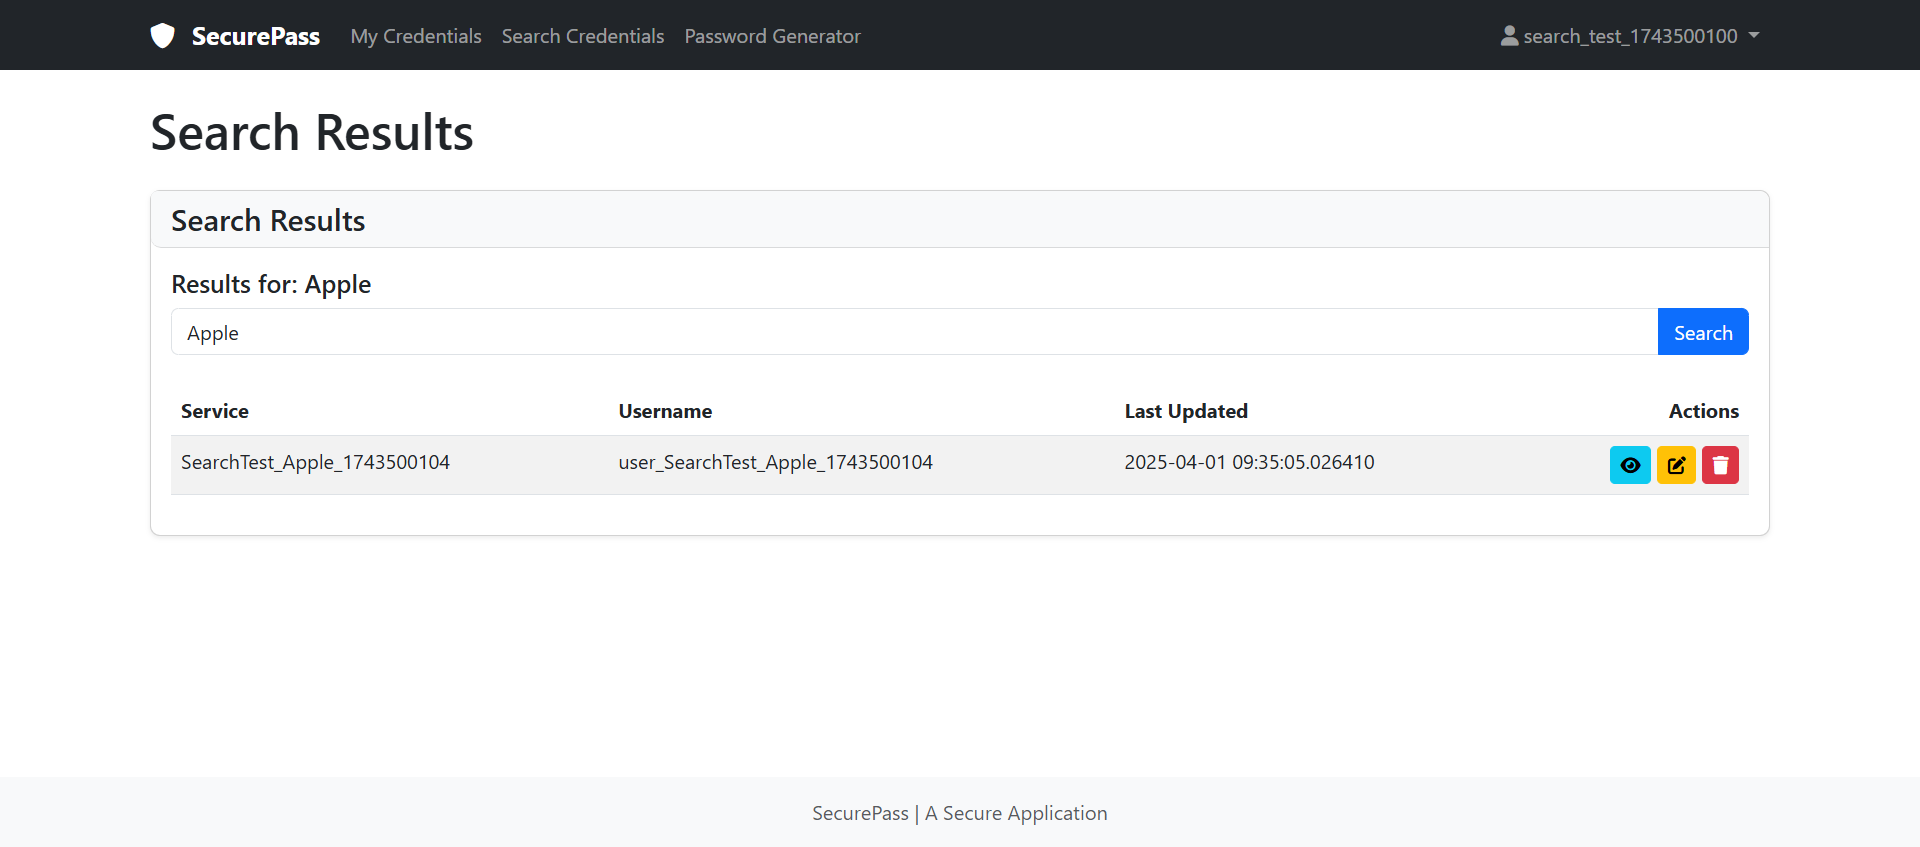 SecurePass My Credentials Search Credentials Password Generator search_test_1743500100
Search Results
Search Results
Results for: Apple
Apple Search
Service Username Last Updated Actions
SearchTest_Apple_1743500104 user_SearchTest_Apple_1743500104 2025-04-01 09:35:05.026410
SecurePass | A Secure Application